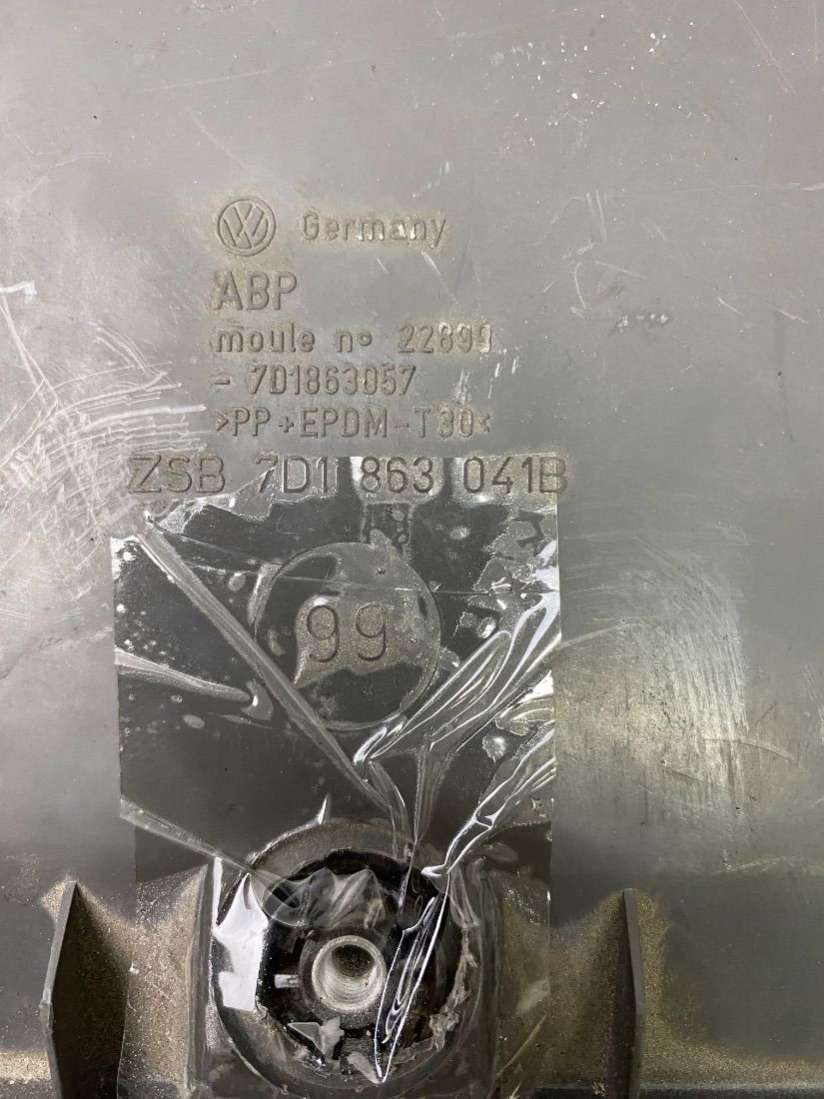 Germany
ABP
moule n° 22899
- 7D1863057
>PP+EPDM-T30<
ZSB 7D1 863 041B
99